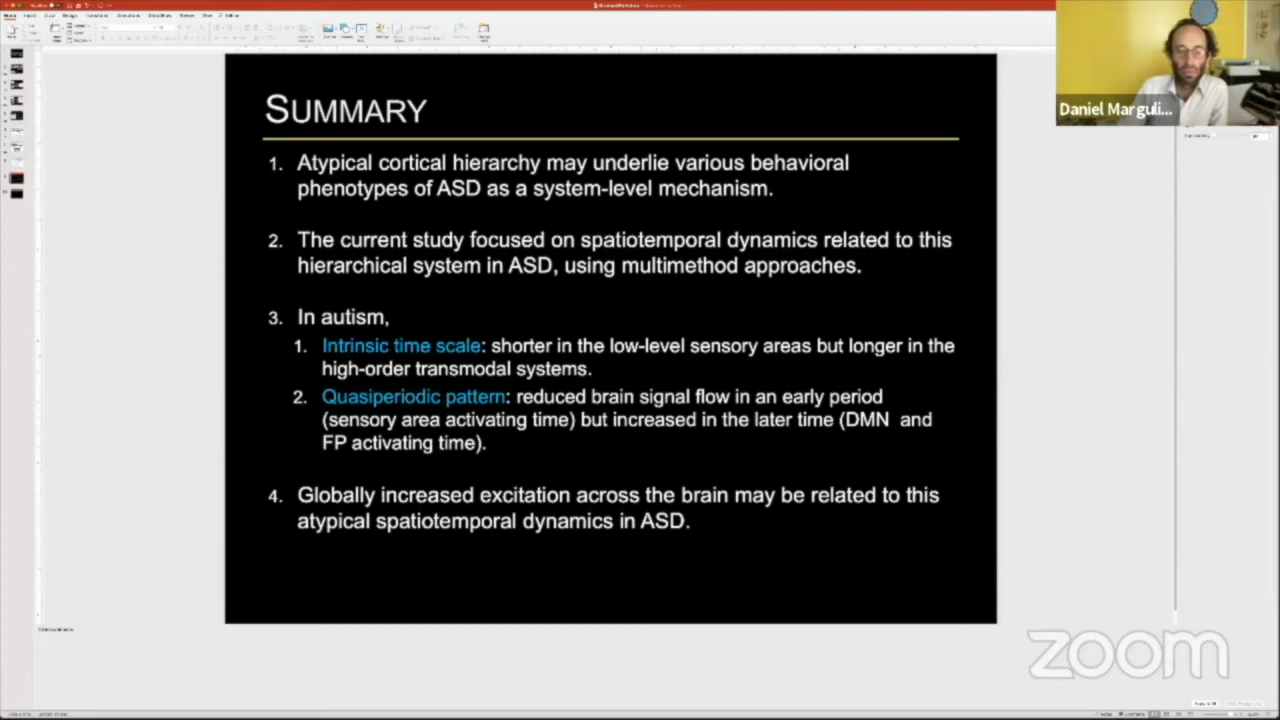 Daniel Marguli...
SUMMARY
1. Atypical cortical hierarchy may underlie various behavioral
phenotypes of ASD as a system-level mechanism.
2. The current study focused on spatiotemporal dynamics related to this
hierarchical system in ASD, using multimethod approaches.
3. In autism,
1. Intrinsic time scale: shorter in the low-level sensory areas but longer in the
high-order transmodal systems.
2. Quasiperiodic pattern: reduced brain signal flow in an early period
(sensory area activating time) but increased in the later time (DMN and
FP activating time).
4. Globally increased excitation across the brain may be related to this
atypical spatiotemporal dynamics in ASD.
zoom